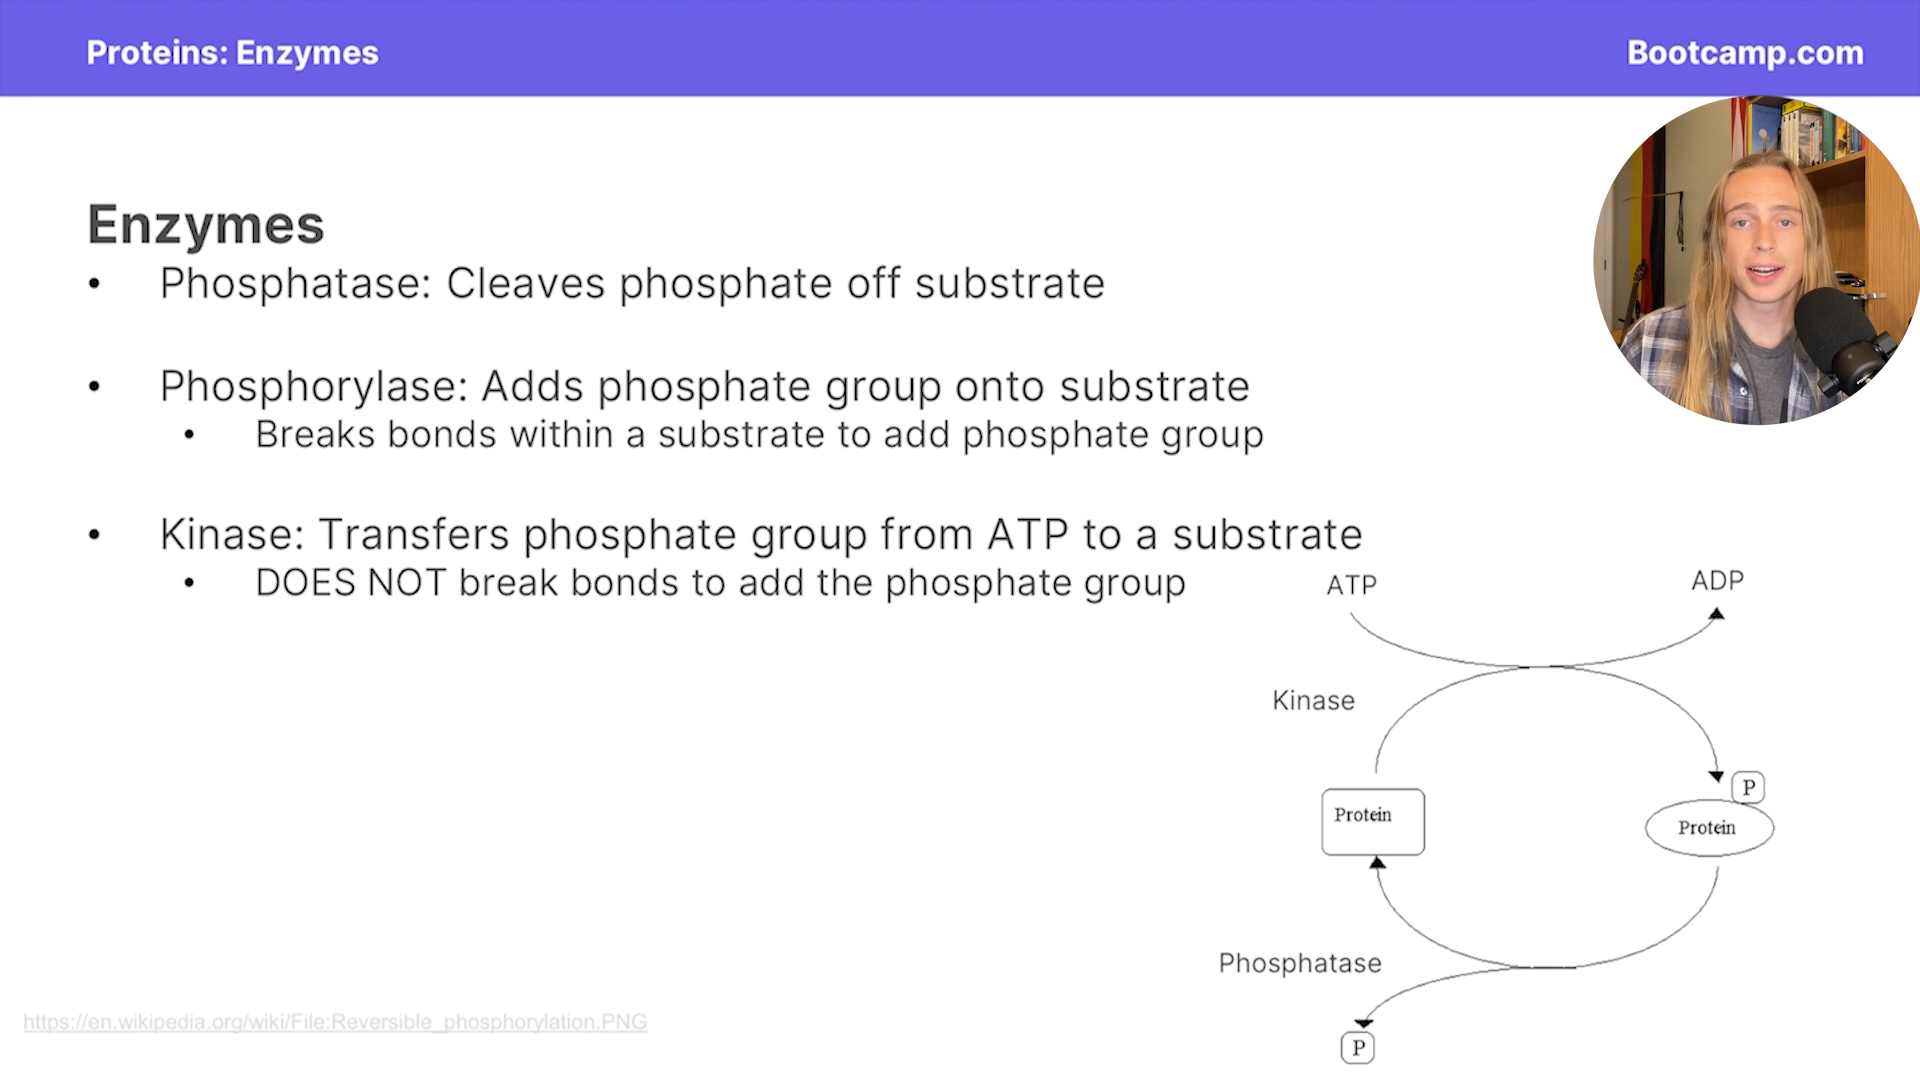 Proteins: Enzymes
Bootcamp.com
Enzymes
• Phosphatase: Cleaves phosphate off substrate
• Phosphorylase: Adds phosphate group onto substrate
• Breaks bonds within a substrate to add phosphate group
• Kinase: Transfers phosphate group from ATP to a substrate
• DOES NOT break bonds to add the phosphate group
ATP
ADP
Kinase
P
Protein
Protein
Phosphatase
P
https://en.wikipedia.org/wiki/File:Reversible_phosphorylation.PNG